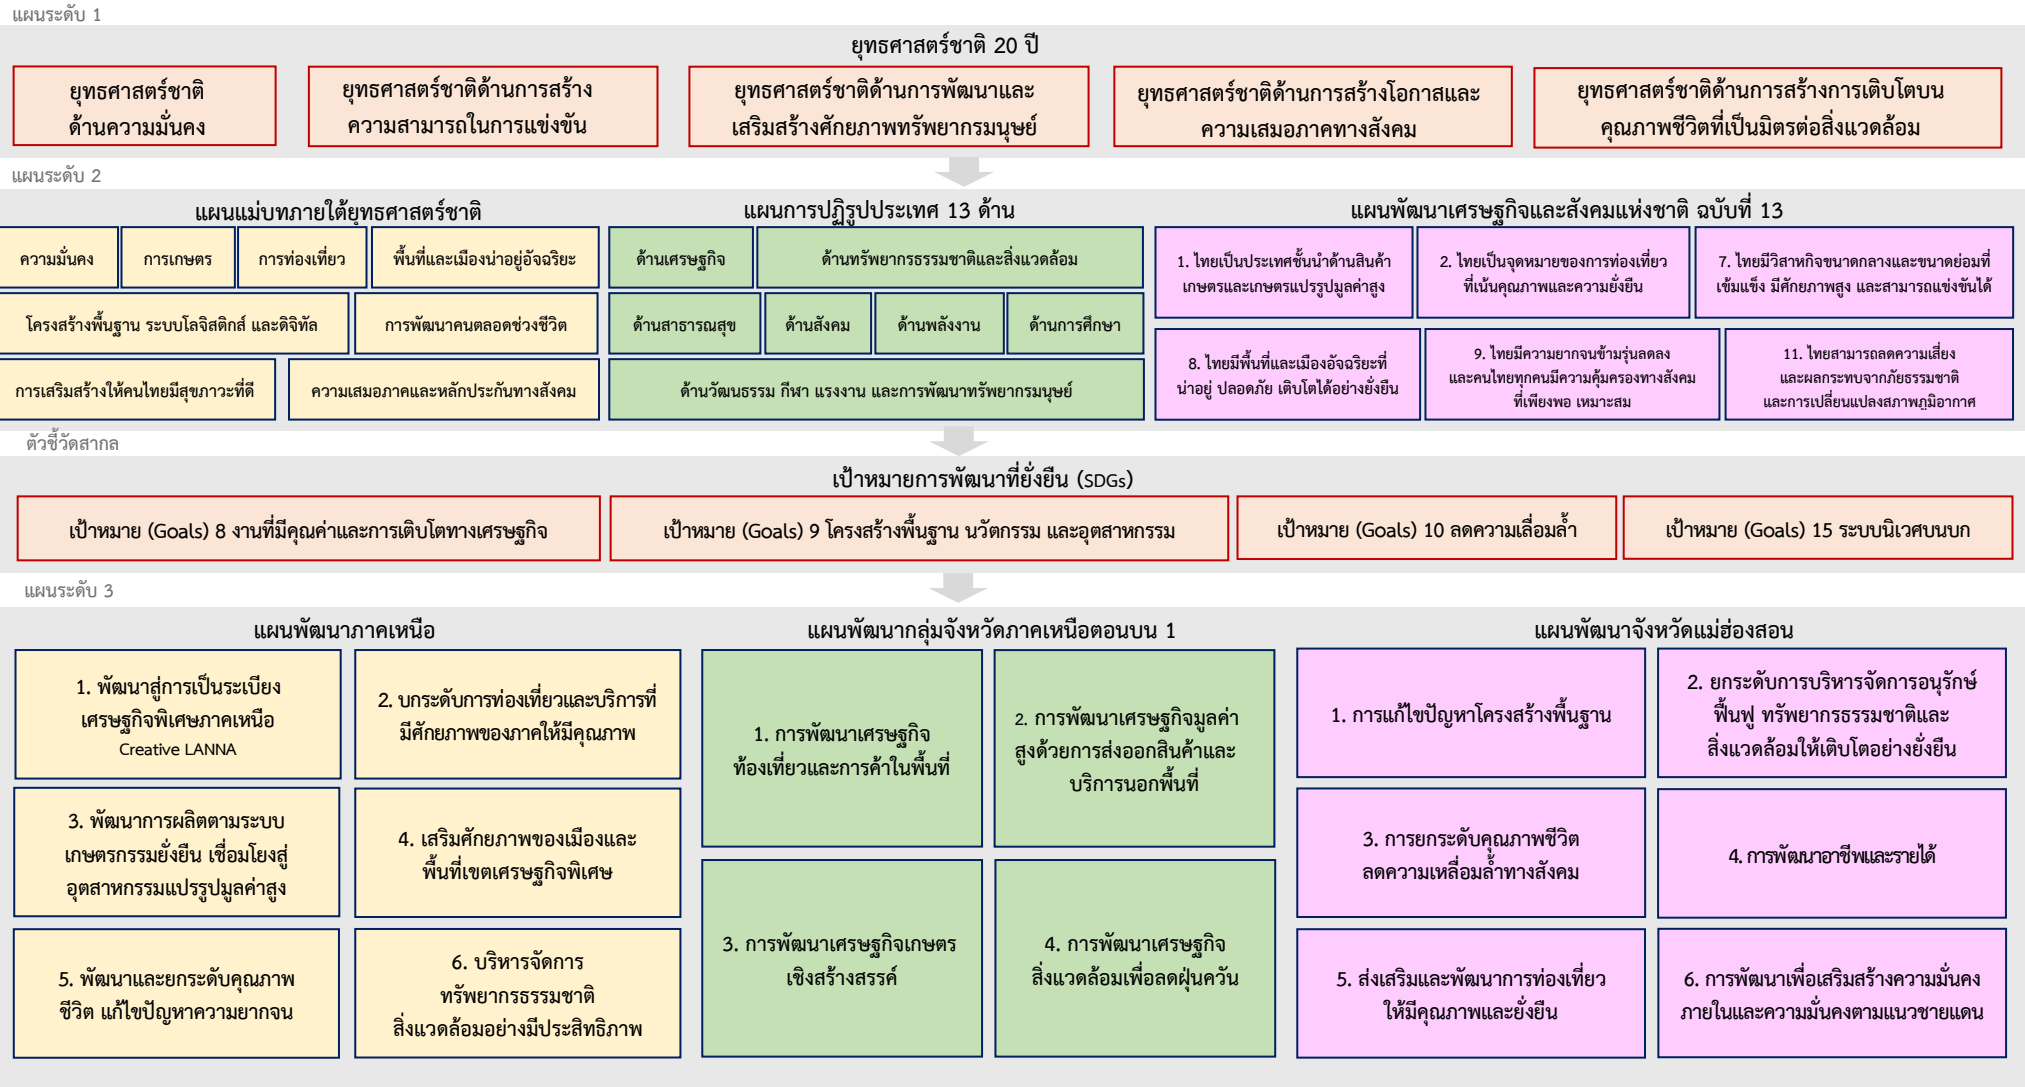 แผนระดับ 1
ยุทธศาสตร์ชาติ 20 ปี
ยุทธศาสตร์ชาติ
ด้านความมั่นคง
ยุทธศาสตร์ชาติด้านการสร้าง
ความสามารถในการแข่งขัน
ยุทธศาสตร์ชาติด้านการพัฒนาและ
เสริมสร้างศักยภาพทรัพยากรมนุษย์
ยุทธศาสตร์ชาติด้านการสร้างโอกาสและ
ความเสมอภาคทางสังคม
ยุทธศาสตร์ชาติด้านการสร้างการเติบโตบน
คุณภาพชีวิตที่เป็นมิตรต่อสิ่งแวดล้อม
แผนระดับ 2
แผนแม่บทภายใต้ยุทธศาสตร์ชาติ
ความมั่นคง
การเกษตร
การท่องเที่ยว
พื้นที่และเมืองน่าอยู่อัจฉริยะ
โครงสร้างพื้นฐาน ระบบโลจิสติกส์ และดิจิทัล
การพัฒนาคนตลอดช่วงชีวิต
การเสริมสร้างให้คนไทยมีสุขภาวะที่ดี
ความเสมอภาคและหลักประกันทางสังคม
แผนการปฏิรูปประเทศ 13 ด้าน
ด้านเศรษฐกิจ
ด้านทรัพยากรธรรมชาติและสิ่งแวดล้อม
ด้านสาธารณสุข
ด้านสังคม
ด้านพลังงาน
ด้านการศึกษา
ด้านวัฒนธรรม กีฬา แรงงาน และการพัฒนาทรัพยากรมนุษย์
แผนพัฒนาเศรษฐกิจและสังคมแห่งชาติ ฉบับที่ 13
1. ไทยเป็นประเทศชั้นนำด้านสินค้า
เกษตรและเกษตรแปรรูปมูลค่าสูง
2. ไทยเป็นจุดหมายของการท่องเที่ยว
ที่เน้นคุณภาพและความยั่งยืน
7. ไทยมีวิสาหกิจขนาดกลางและขนาดย่อมที่
เข้มแข็ง มีศักยภาพสูง และสามารถแข่งขันได้
8. ไทยมีพื้นที่และเมืองอัจฉริยะที่
น่าอยู่ ปลอดภัย เติบโตได้อย่างยั่งยืน
9. ไทยมีความยากจนข้ามรุ่นลดลง
และคนไทยทุกคนมีความคุ้มครองทางสังคม
ที่เพียงพอ เหมาะสม
11. ไทยสามารถลดความเสี่ยง
และผลกระทบจากภัยธรรมชาติ
และการเปลี่ยนแปลงสภาพภูมิอากาศ
ตัวชี้วัดสากล
เป้าหมายการพัฒนาที่ยั่งยืน (SDGs)
เป้าหมาย (Goals) 8 งานที่มีคุณค่าและการเติบโตทางเศรษฐกิจ
เป้าหมาย (Goals) 9 โครงสร้างพื้นฐาน นวัตกรรม และอุตสาหกรรม
เป้าหมาย (Goals) 10 ลดความเลื่อมล้ำ
เป้าหมาย (Goals) 15 ระบบนิเวศบนบก
แผนระดับ 3
แผนพัฒนาภาคเหนือ
1. พัฒนาสู่การเป็นระเบียง
เศรษฐกิจพิเศษภาคเหนือ
Creative LANNA
2. บกระดับการท่องเที่ยวและบริการที่
มีศักยภาพของภาคให้มีคุณภาพ
3. พัฒนาการผลิตตามระบบ
เกษตรกรรมยั่งยืน เชื่อมโยงสู่
อุตสาหกรรมแปรรูปมูลค่าสูง
4. เสริมศักยภาพของเมืองและ
พื้นที่เขตเศรษฐกิจพิเศษ
5. พัฒนาและยกระดับคุณภาพ
ชีวิต แก้ไขปัญหาความยากจน
6. บริหารจัดการ
ทรัพยากรธรรมชาติ
สิ่งแวดล้อมอย่างมีประสิทธิภาพ
แผนพัฒนากลุ่มจังหวัดภาคเหนือตอนบน 1
1. การพัฒนาเศรษฐกิจ
ท้องเที่ยวและการค้าในพื้นที่
2. การพัฒนาเศรษฐกิจมูลค่า
สูงด้วยการส่งออกสินค้าและ
บริการนอกพื้นที่
3. การพัฒนาเศรษฐกิจเกษตร
เชิงสร้างสรรค์
4. การพัฒนาเศรษฐกิจ
สิ่งแวดล้อมเพื่อลดฝุ่นควัน
แผนพัฒนาจังหวัดแม่ฮ่องสอน
1. การแก้ไขปัญหาโครงสร้างพื้นฐาน
2. ยกระดับการบริหารจัดการอนุรักษ์
ฟื้นฟู ทรัพยากรธรรมชาติและ
สิ่งแวดล้อมให้เติบโตอย่างยั่งยืน
3. การยกระดับคุณภาพชีวิต
ลดความเหลื่อมล้ำทางสังคม
4. การพัฒนาอาชีพและรายได้
5. ส่งเสริมและพัฒนาการท่องเที่ยว
ให้มีคุณภาพและยั่งยืน
6. การพัฒนาเพื่อเสริมสร้างความมั่นคง
ภายในและความมั่นคงตามแนวชายแดน